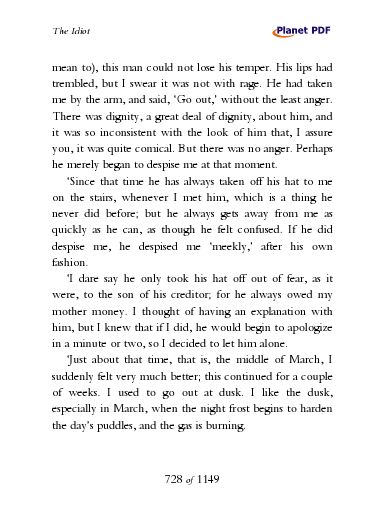 The Idiot
Planet PDF
mean to), this man could not lose his temper. His lips had
trembled, but I swear it was not with rage. He had taken
me by the arm, and said, 'Go out,' without the least anger.
There was dignity, a great deal of dignity, about him, and
it was so inconsistent with the look of him that, I assure
you, it was quite comical. But there was no anger. Perhaps
he merely began to despise me at that moment.
'Since that time he has always taken off his hat to me
on the stairs, whenever I met him, which is a thing he
never did before; but he always gets away from me as
quickly as he can, as though he felt confused. If he did
despise me, he despised me 'meekly,' after his own
fashion.
'I dare say he only took his hat off out of fear, as it
were, to the son of his creditor; for he always owed my
mother money. I thought of having an explanation with
him, but I knew that if I did, he would begin to apologize
in a minute or two, so I decided to let him alone.
'Just about that time, that is, the middle of March, I
suddenly felt very much better; this continued for a couple
of weeks. I used to go out at dusk. I like the dusk,
especially in March, when the night frost begins to harden
the day's puddles, and the gas is burning.
728 of 1149